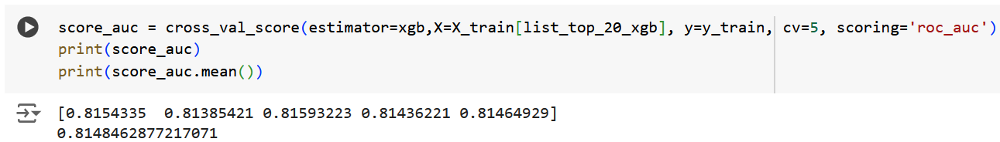 score_auc = cross_val_score(estimator=xgb,X=X_train[list_top_20_xgb], y=y_train, cv=5, scoring='roc_auc')
print(score_auc)
print(score_auc.mean())
[0.8154335  0.81385421 0.81593223 0.81436221 0.81464929]
0.8148462877217071